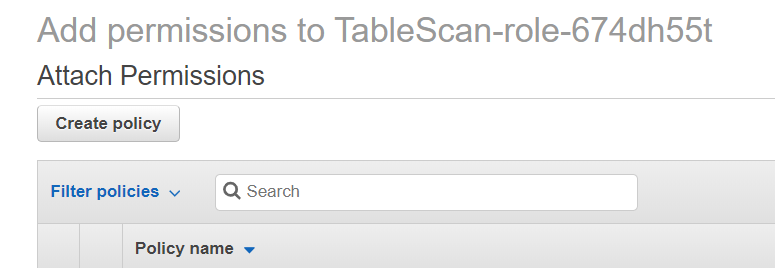 Add permissions to TableScan-role-674dh55t
Attach Permissions
Create policy
Filter policies Search
Policy name